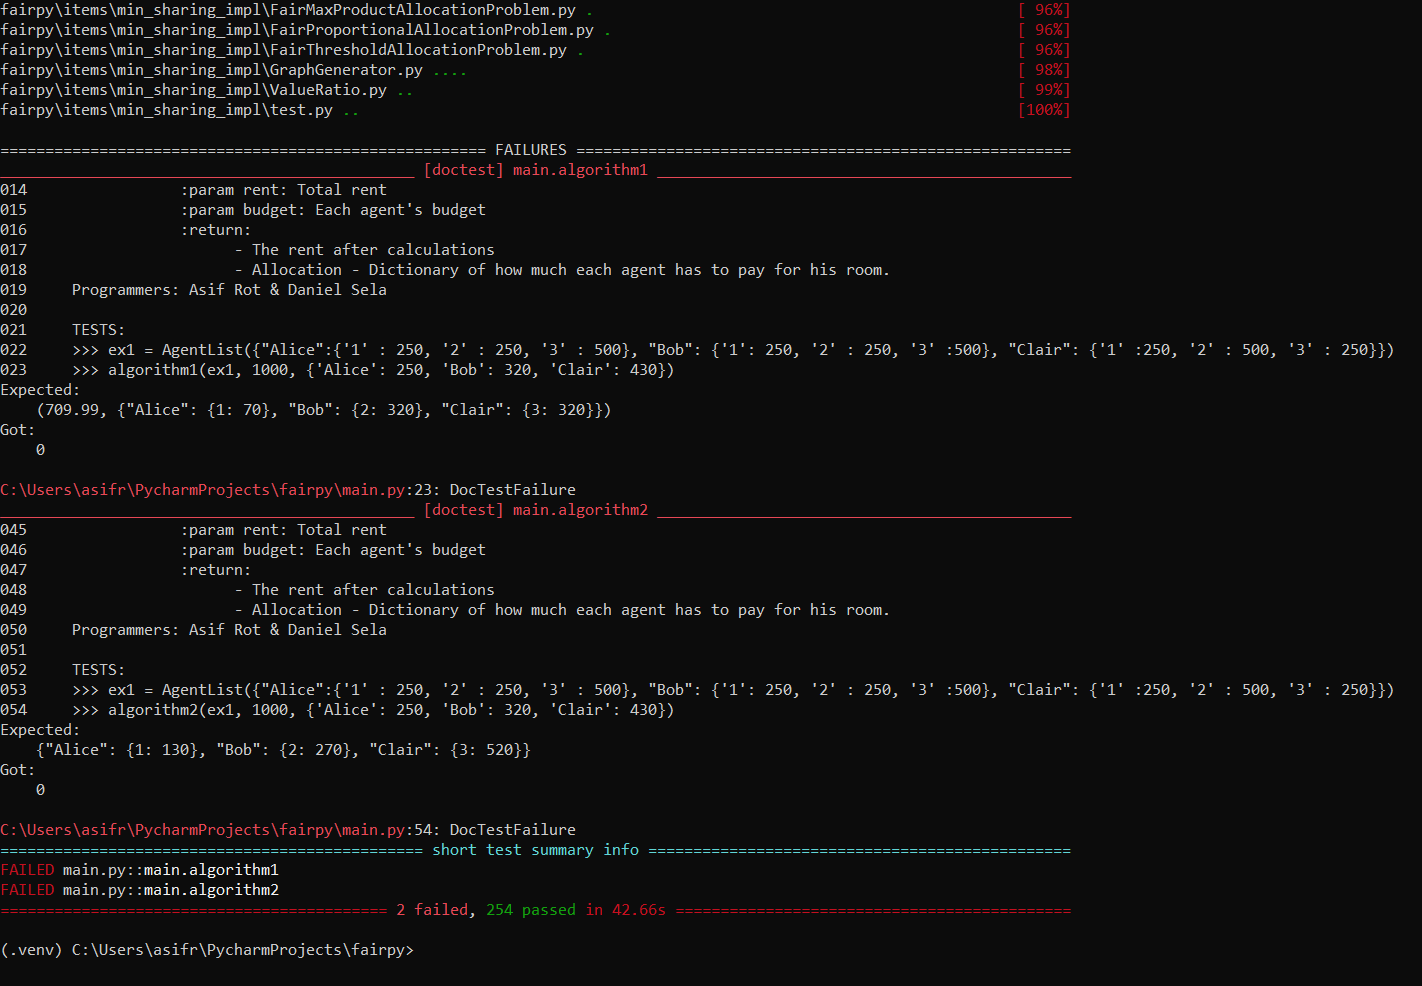 fairpy\items\min_sharing_impl\FairMaxProductAllocationProblem.py . [ 96%]
fairpy\items\min_sharing_impl\FairProportionalAllocationProblem.py . [ 96%]
fairpy\items\min_sharing_impl\FairThresholdAllocationProblem.py . [ 96%]
fairpy\items\min_sharing_impl\GraphGenerator.py .... [ 98%]
fairpy\items\min_sharing_impl\ValueRatio.py .. [ 99%]
fairpy\items\min_sharing_impl\test.py .. [100%]
====================================================== FAILURES =======================================================
______________________________________________ [doctest] main.algorithm1 ______________________________________________
014                 :param rent: Total rent
015                 :param budget: Each agent's budget
016                 :return:
017                       - The rent after calculations
018                       - Allocation - Dictionary of how much each agent has to pay for his room.
019     Programmers: Asif Rot & Daniel Sela
020
021     TESTS:
022     >>> ex1 = AgentList({"Alice":{'1' : 250, '2' : 250, '3' : 500}, "Bob": {'1': 250, '2' : 250, '3' :500}, "Clair": {'1' :250, '2' : 500, '3' : 250}})
023     >>> algorithm1(ex1, 1000, {'Alice': 250, 'Bob': 320, 'Clair': 430})
Expected:
    (709.99, {"Alice": {1: 70}, "Bob": {2: 320}, "Clair": {3: 320}})
Got:
    0
C:\Users\asifr\PycharmProjects\fairpy\main.py:23: DocTestFailure
______________________________________________ [doctest] main.algorithm2 ______________________________________________
045                 :param rent: Total rent
046                 :param budget: Each agent's budget
047                 :return:
048                       - The rent after calculations
049                       - Allocation - Dictionary of how much each agent has to pay for his room.
050     Programmers: Asif Rot & Daniel Sela
051
052     TESTS:
053     >>> ex1 = AgentList({"Alice":{'1' : 250, '2' : 250, '3' : 500}, "Bob": {'1': 250, '2' : 250, '3' :500}, "Clair": {'1' :250, '2' : 500, '3' : 250}})
054     >>> algorithm2(ex1, 1000, {'Alice': 250, 'Bob': 320, 'Clair': 430})
Expected:
    {"Alice": {1: 130}, "Bob": {2: 270}, "Clair": {3: 520}}
Got:
    0
C:\Users\asifr\PycharmProjects\fairpy\main.py:54: DocTestFailure
=============================================== short test summary info ===============================================
FAILED main.py::main.algorithm1
FAILED main.py::main.algorithm2
=========================================== 2 failed, 254 passed in 42.66s ============================================
(.venv) C:\Users\asifr\PycharmProjects\fairpy>